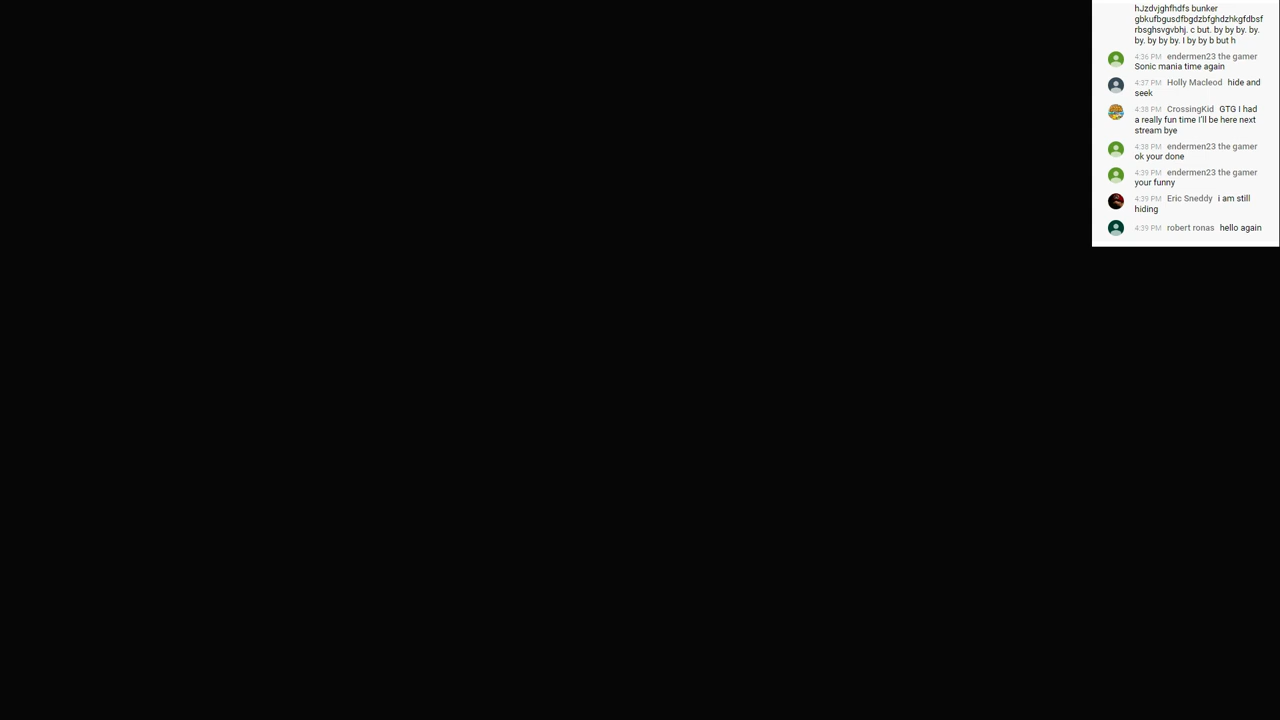 hJzdvjghfhdfs bunker
gbkufbgusdfbgdzbfghdzhkgfdbsf
rbsghsvgvbhj. c but. by by by. by.
by. by by by. I by by b but h
4:36 PM endermen23 the gamer
Sonic mania time again
4:37 PM Holly Macleod hide and
seek
4:38 PM CrossingKid GTG I had
a really fun time I'll be here next
stream bye
4:38 PM endermen23 the gamer
ok your done
4:39 PM endermen23 the gamer
your funny
4:39 PM Eric Sneddy i am still
hiding
4:39 PM robert ronas hello again